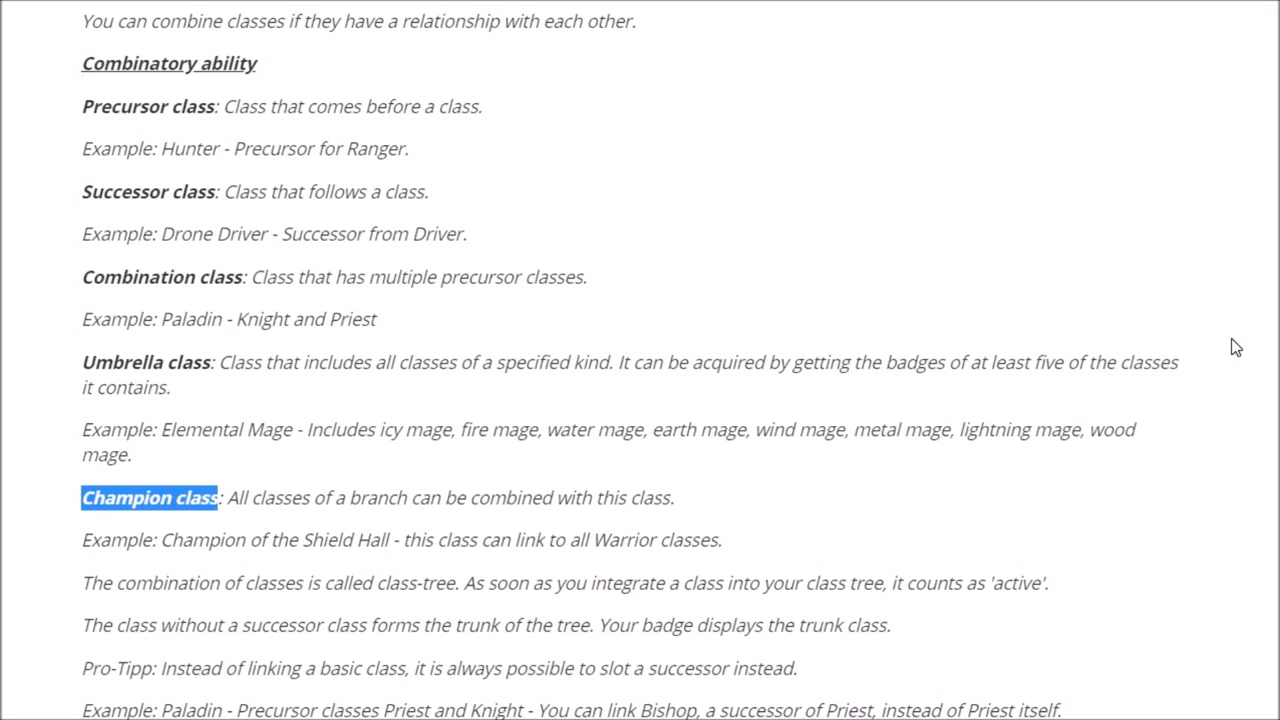 You can combine classes if they have a relationship with each other.
Combinatory ability
Precursor class: Class that comes before a class.
Example: Hunter - Precursor for Ranger.
Successor class: Class that follows a class.
Example: Drone Driver - Successor from Driver.
Combination class: Class that has multiple precursor classes.
Example: Paladin - Knight and Priest
Umbrella class: Class that includes all classes of a specified kind. It can be acquired by getting the badges of at least five of the classes
it contains.
Example: Elemental Mage - Includes icy mage, fire mage, water mage, earth mage, wind mage, metal mage, lightning mage, wood
mage.
Champion class: All classes of a branch can be combined with this class.
Example: Champion of the Shield Hall - this class can link to all Warrior classes.
The combination of classes is called class-tree. As soon as you integrate a class into your class tree, it counts as 'active'.
The class without a successor class forms the trunk of the tree. Your badge displays the trunk class.
Pro-Tipp: Instead of linking a basic class, it is always possible to slot a successor instead.
Example: Paladin - Precursor classes Priest and Knight - You can link Bishop, a successor of Priest, instead of Priest itself.